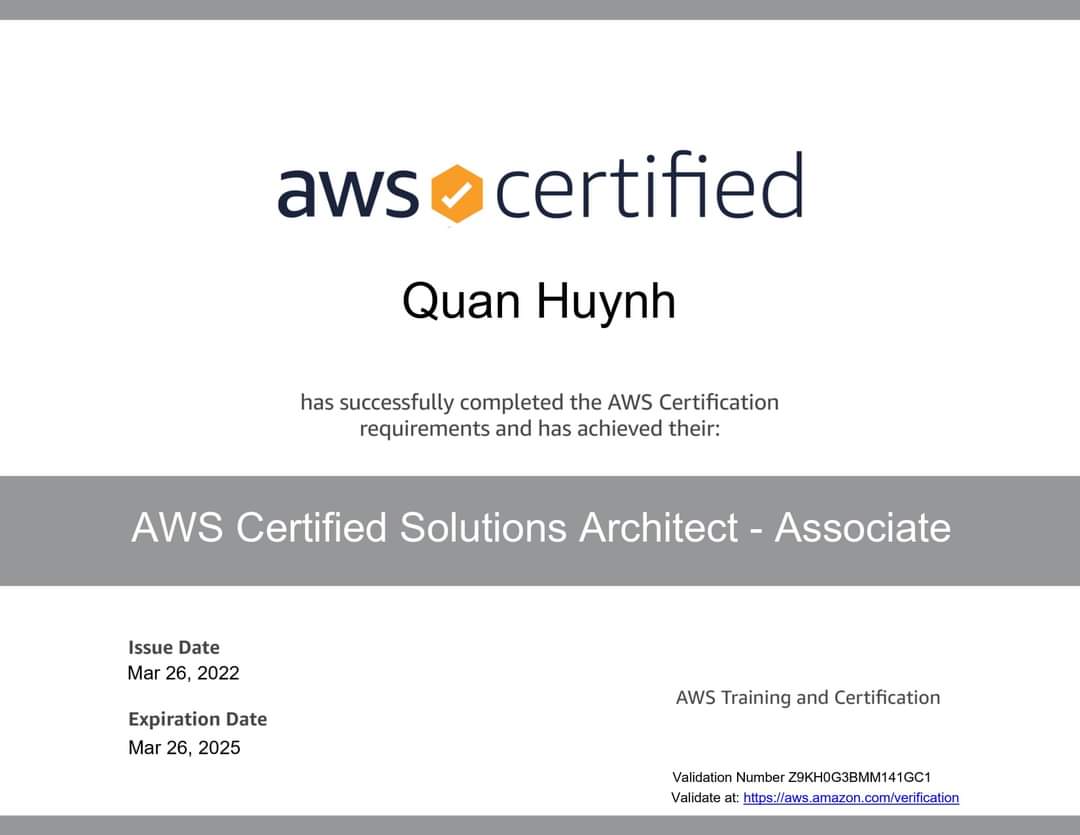 aws certified
Quan Huynh
has successfully completed the AWS Certification
requirements and has achieved their:
AWS Certified Solutions Architect - Associate
Issue Date
Mar 26, 2022
Expiration Date
Mar 26, 2025
AWS Training and Certification
Validation Number Z9KH0G3BMM141GC1
Validate at: https://aws.amazon.com/verification